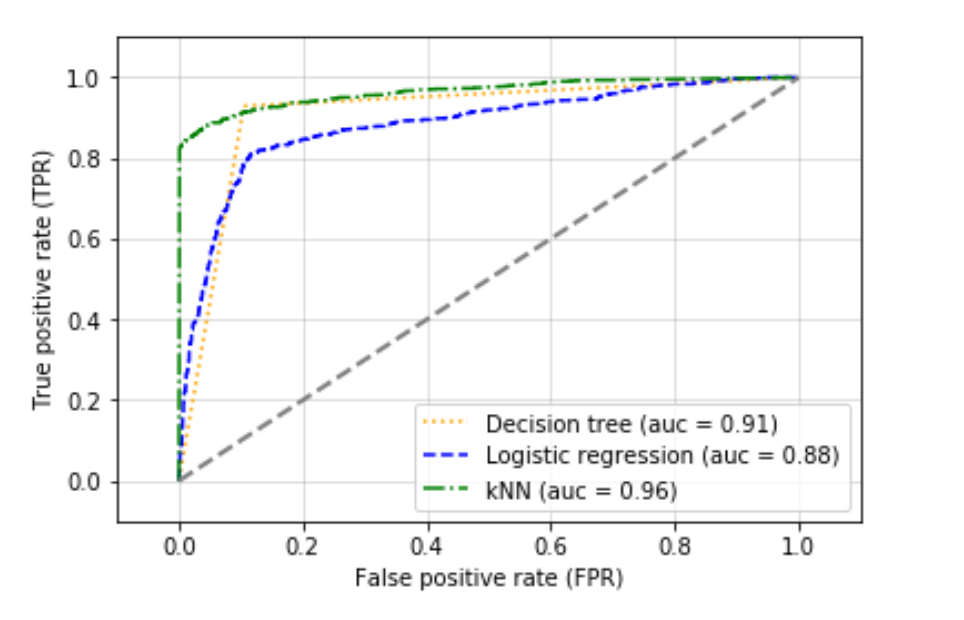 True positive rate (TPR)
1.0
0.8
0.6
0.4
0.2
0.0
Decision tree (auc = 0.91)
Logistic regression (auc = 0.88)
kNN (auc = 0.96)
0.0 0.2 0.4 0.6 0.8 1.0
False positive rate (FPR)